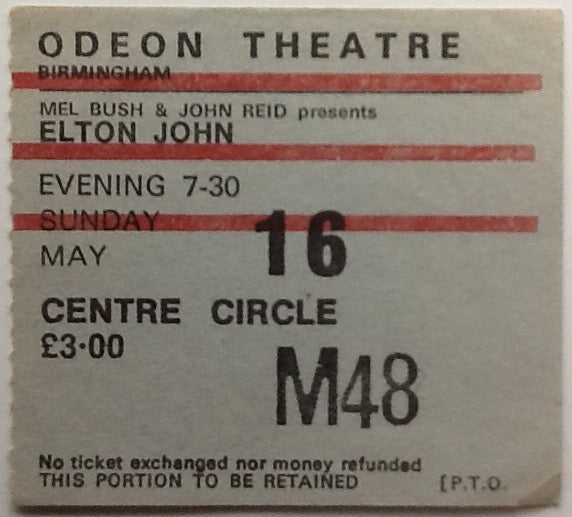 ODEON THEATRE
BIRMINGHAM
MEL BUSH & JOHN REID presents
ELTON JOHN
EVENING 7-30
SUNDAY
MAY 16
CENTRE CIRCLE
£3·00
M48
No ticket exchanged nor money refunded
THIS PORTION TO BE RETAINED [P.T.O.